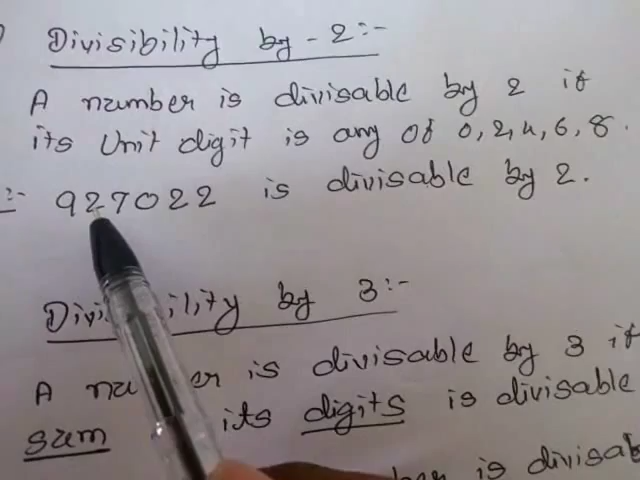 Divisibility by - 2:-
A number is divisable by 2 if
its Unit digit is any of 0, 2, 4, 6, 8.
:- 927022 is divisable by 2.
Divisibility by 3:-
A is divisable by 3 if
sum its digits is divisable
is divisab